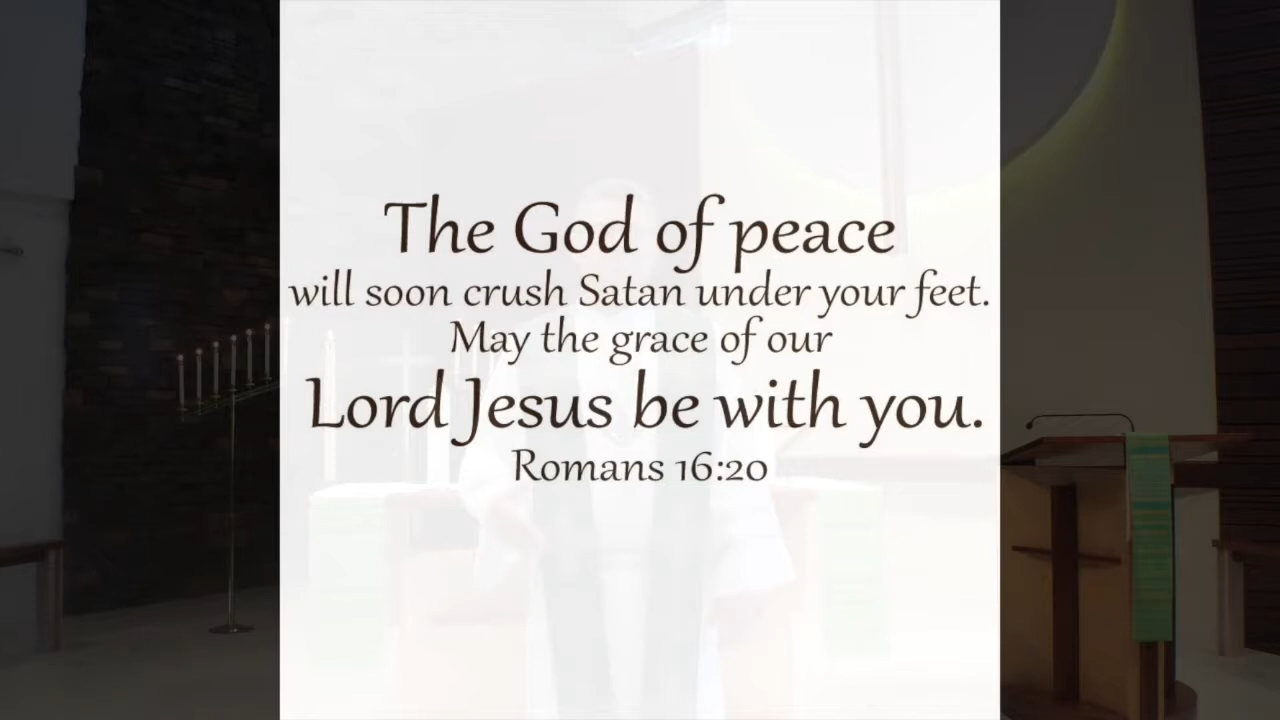 The God of peace
will soon crush Satan under your feet.
May the grace of our
Lord Jesus be with you.
Romans 16:20